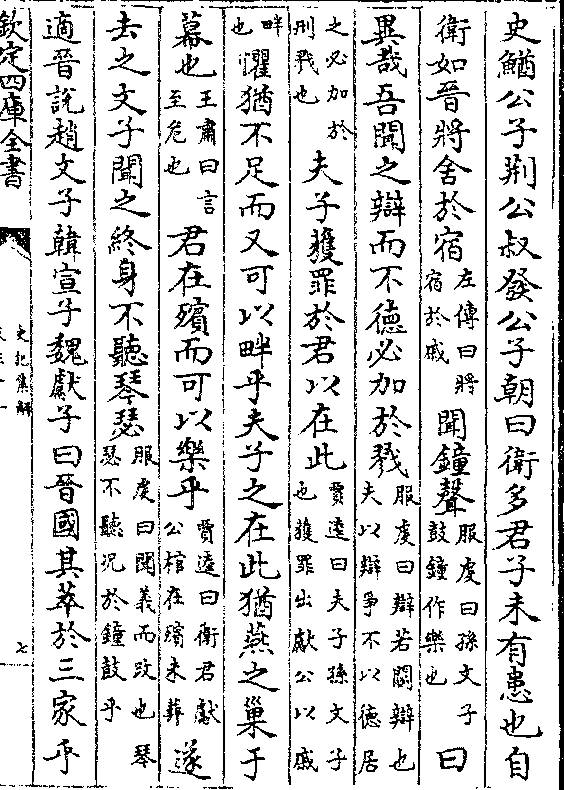 史鰌公子荆公叔發公子朝曰衛多君子未有患也自
衛如晉將舍於宿左傳曰將宿於戚聞鐘聲服虔曰孫文子鼓鐘作樂也曰
異哉吾聞之辯而不德必加於戮服虔曰辯若鬬辯也夫以辯爭不以德居
之必加於刑戮也夫子獲罪於君以在此賈逵曰夫子孫文子也獲罪出獻公以戚
畔也懼猶不足而又可以畔乎夫子之在此猶燕之巢于
幕也王肅曰言至危也君在殯而可以樂乎賈逵曰衛君獻公棺在殯未葬遂
去之文子聞之終身不聽琴瑟服虔曰聞義而改也琴瑟不聽况於鐘鼓乎
適晉說趙文子韓宣子魏獻子曰晉國其萃於三家乎
欽定四庫全書
史記集解
七